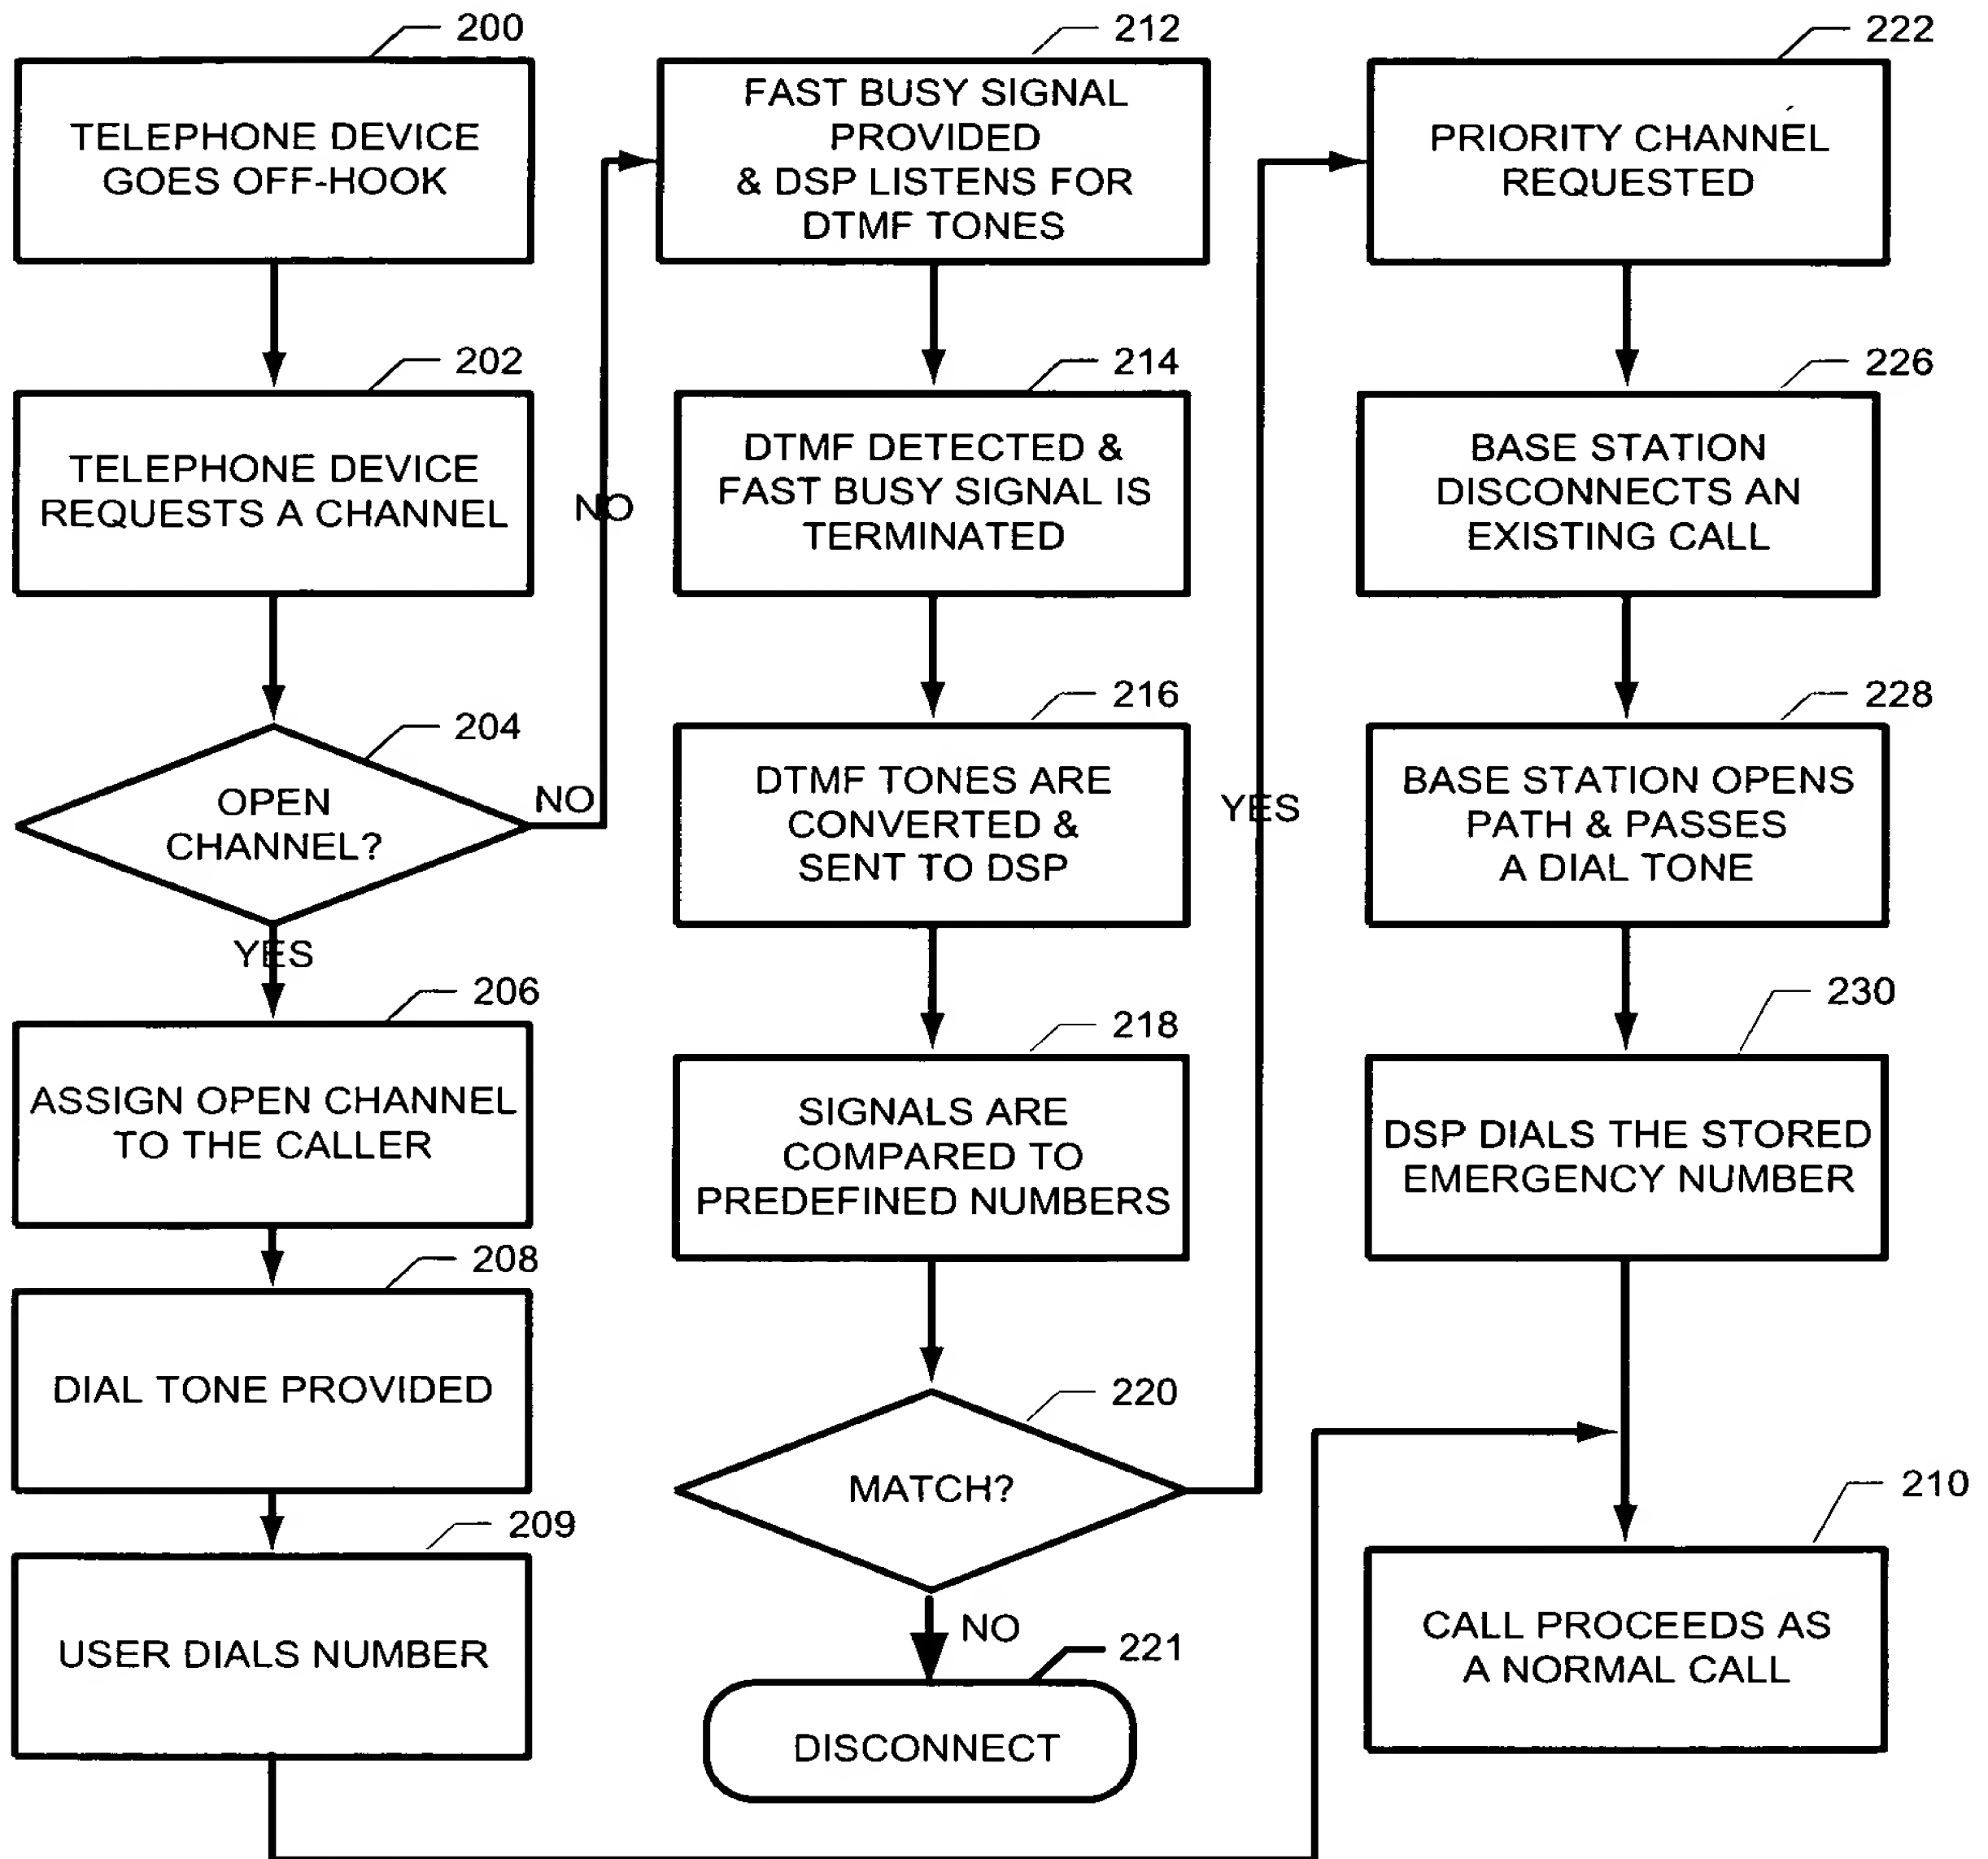 200
TELEPHONE DEVICE
GOES OFF-HOOK
202
TELEPHONE DEVICE
REQUESTS A CHANNEL
204
OPEN
CHANNEL?
NO
NO
YES
206
ASSIGN OPEN CHANNEL
TO THE CALLER
208
DIAL TONE PROVIDED
209
USER DIALS NUMBER
212
FAST BUSY SIGNAL
PROVIDED
& DSP LISTENS FOR
DTMF TONES
214
DTMF DETECTED &
FAST BUSY SIGNAL IS
TERMINATED
216
DTMF TONES ARE
CONVERTED &
SENT TO DSP
218
SIGNALS ARE
COMPARED TO
PREDEFINED NUMBERS
220
MATCH?
YES
NO
221
DISCONNECT
222
PRIORITY CHANNEL
REQUESTED
226
BASE STATION
DISCONNECTS AN
EXISTING CALL
228
BASE STATION OPENS
PATH & PASSES
A DIAL TONE
230
DSP DIALS THE STORED
EMERGENCY NUMBER
210
CALL PROCEEDS AS
A NORMAL CALL